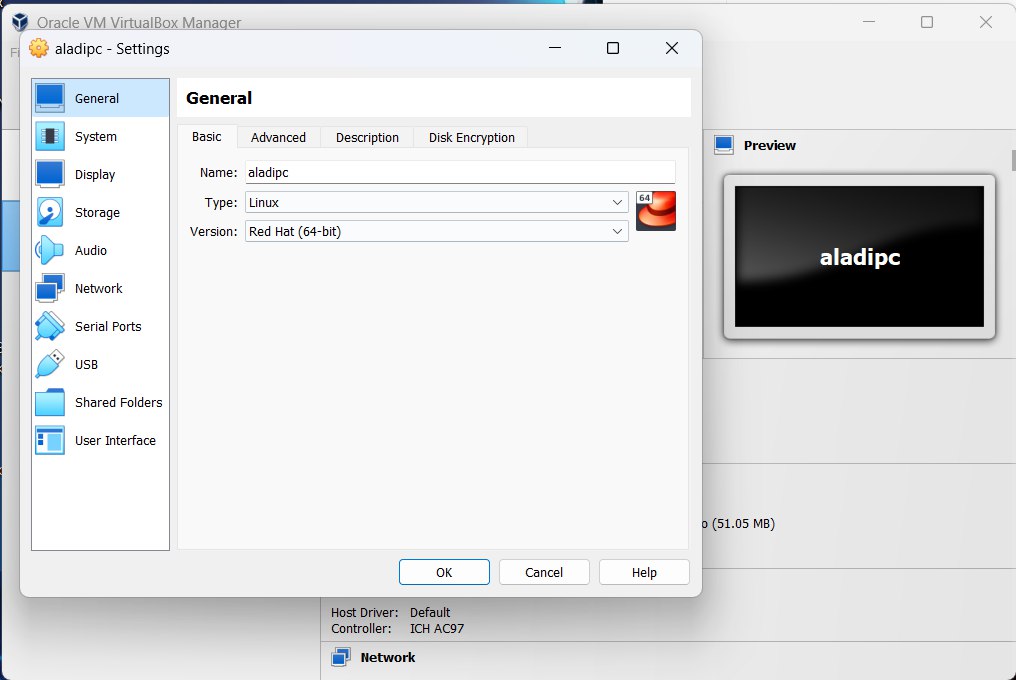 Oracle VM VirtualBox Manager
aladipc - Settings
General
System
Display
Storage
Audio
Network
Serial Ports
USB
Shared Folders
User Interface
General
Basic Advanced Description Disk Encryption
Name: aladipc
Type: Linux
64
Version: Red Hat (64-bit)
OK Cancel Help
Preview
aladipc
(51.05 MB)
Host Driver: Default
Controller: ICH AC97
Network